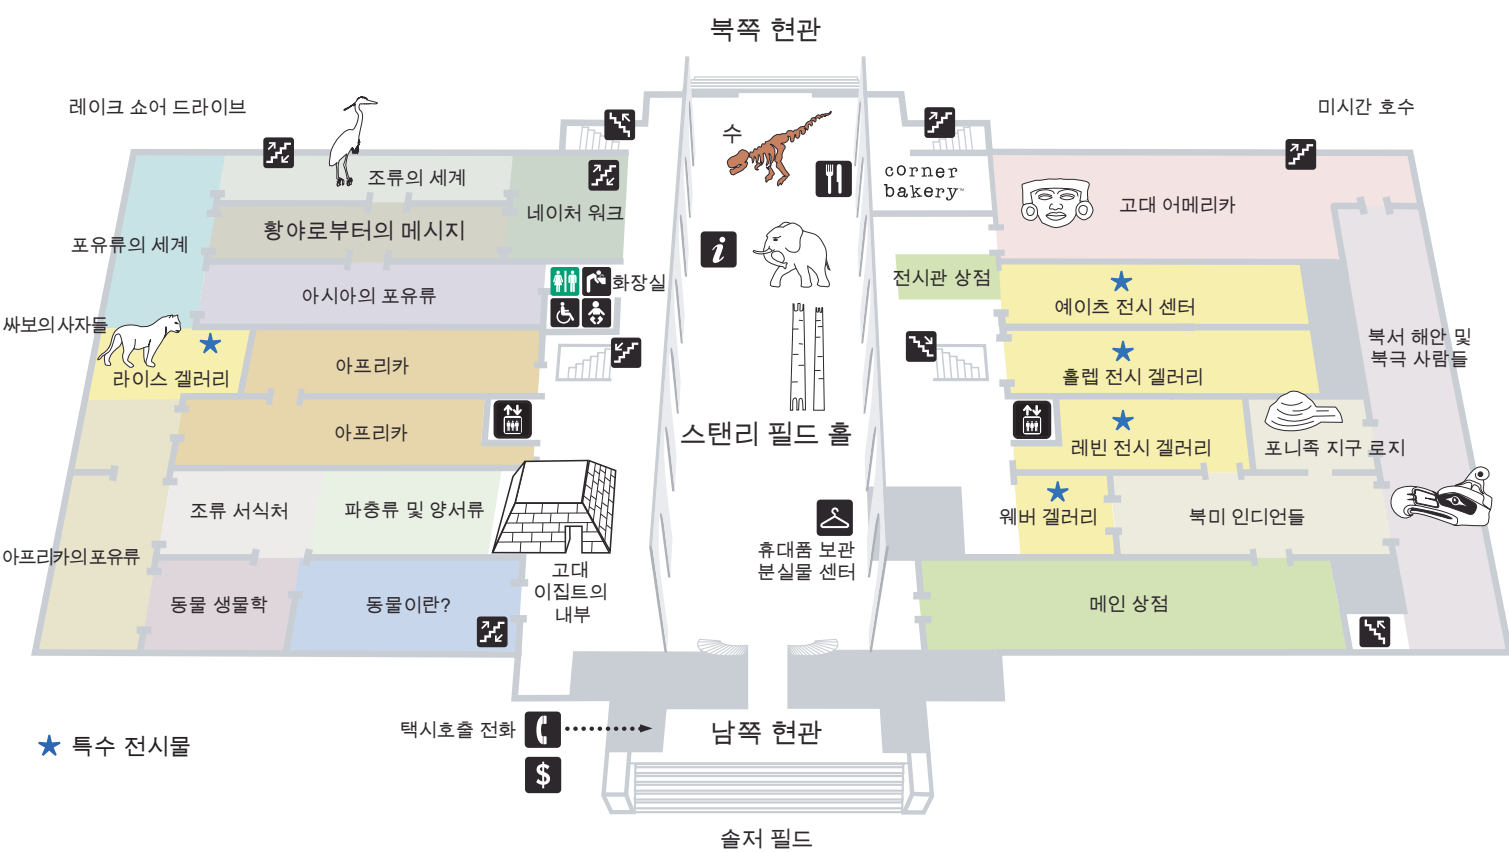 북쪽 현관
레이크 쇼어 드라이브
미시간 호수
수
corner
bakery™
조류의 세계
네이처 워크
고대 어메리카
황야로부터의 메시지
포유류의 세계
i
전시관 상점
화장실
아시아의 포유류
예이츠 전시 센터
싸보의사자들
북서 해안 및
북극 사람들
아프리카
라이스 겔러리
홀렙 전시 겔러리
아프리카
스탠리 필드 홀
레빈 전시 겔러리
포니족 지구 로지
조류 서식처
파충류 및 양서류
웨버 겔러리
북미 인디언들
아프리카의포유류
휴대품 보관
분실물 센터
고대
이집트의
내부
동물 생물학
동물이란?
메인 상점
택시호출 전화
남쪽 현관
특수 전시물
$
솔저 필드